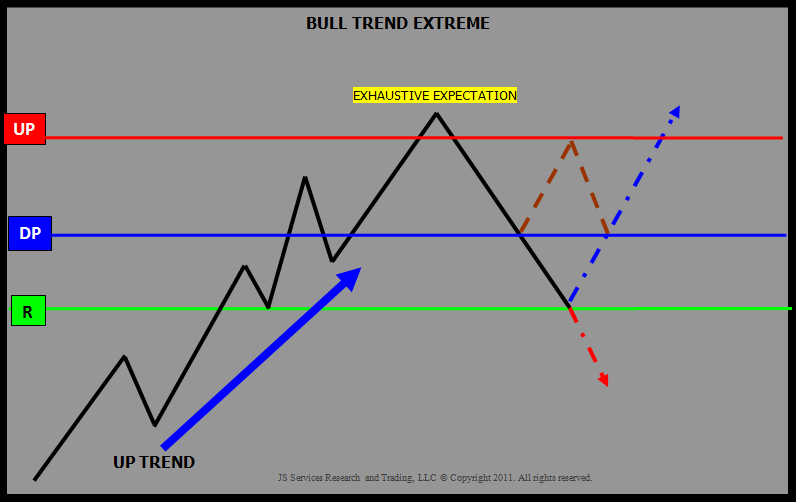 BULL TREND EXTREME
EXHAUSTIVE EXPECTATION
UP
DP
R
UP TREND
JS Services Research and Trading, LLC © Copyright 2011. All rights reserved.